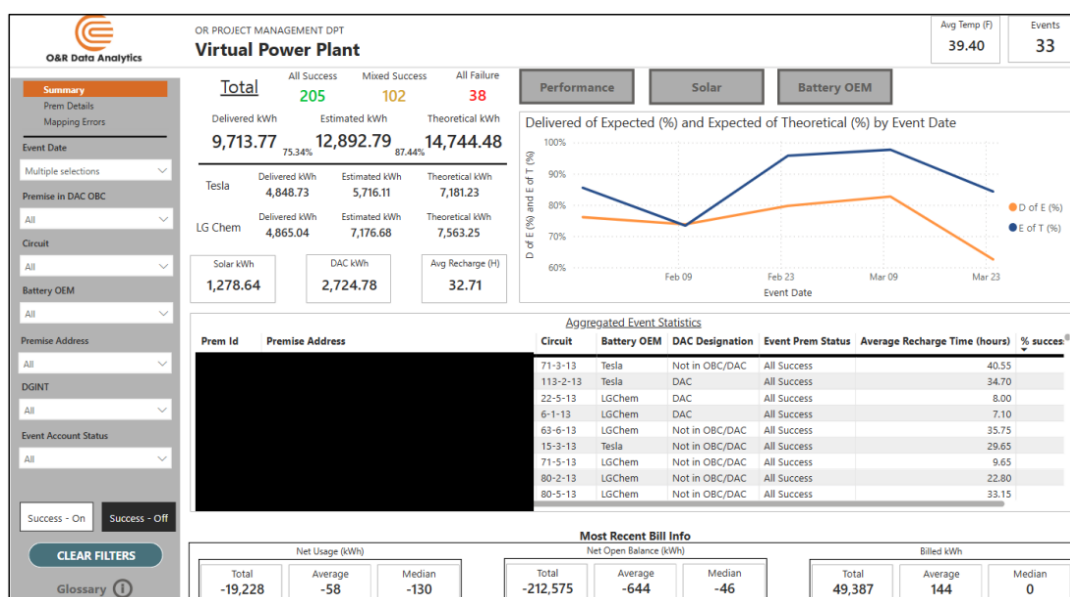 O&R Data Analytics
OR PROJECT MANAGEMENT DPT
Virtual Power Plant
Avg Temp (F)
39.40
Events
33
Summary
Prem Details
Mapping Errors
Event Date
Multiple selections
Premise in DAC OBC
All
Circuit
All
Battery OEM
All
Premise Address
All
DGINT
All
Event Account Status
All
Success - On
Success - Off
CLEAR FILTERS
Glossary
Total
All Success
205
Mixed Success
102
All Failure
38
Delivered kWh
Estimated kWh
Theoretical kWh
9,713.77 75.34% 12,892.79 87.44% 14,744.48
Tesla
Delivered kWh
4,848.73
Estimated kWh
5,716.11
Theoretical kWh
7,181.23
LG Chem
Delivered kWh
4,865.04
Estimated kWh
7,176.68
Theoretical kWh
7,563.25
Solar kWh
1,278.64
DAC kWh
2,724.78
Avg Recharge (H)
32.71
Performance
Solar
Battery OEM
Delivered of Expected (%) and Expected of Theoretical (%) by Event Date
D of E (%) and E of T (%)
100%
90%
80%
70%
60%
Feb 09
Feb 23
Mar 09
Mar 23
Event Date
D of E (%)
E of T (%)
Aggregated Event Statistics
Prem Id Premise Address Circuit Battery OEM DAC Designation Event Prem Status Average Recharge Time (hours) % success
71-3-13 Tesla Not in OBC/DAC All Success 40.55
113-2-13 Tesla DAC All Success 34.70
22-5-13 LGChem DAC All Success 8.00
6-1-13 LGChem DAC All Success 7.10
63-6-13 LGChem Not in OBC/DAC All Success 35.75
15-3-13 Tesla Not in OBC/DAC All Success 29.65
71-5-13 LGChem Not in OBC/DAC All Success 9.65
80-2-13 LGChem Not in OBC/DAC All Success 22.80
80-5-13 LGChem Not in OBC/DAC All Success 33.15
Most Recent Bill Info
Net Usage (kWh)
Total
-19,228
Average
-58
Median
-130
Net Open Balance (kWh)
Total
-212,575
Average
-644
Median
-46
Billed kWh
Total
49,387
Average
144
Median
0